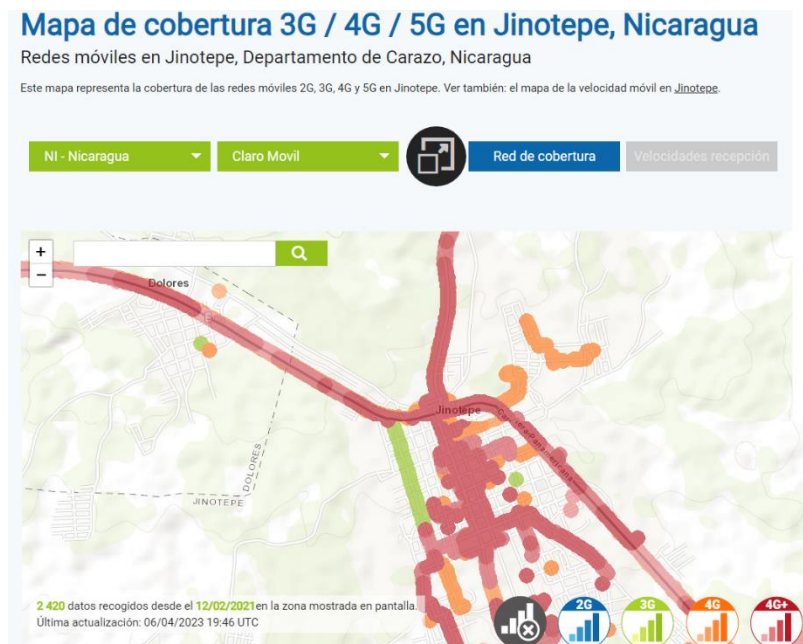 Mapa de cobertura 3G / 4G / 5G en Jinotepe, Nicaragua
Redes móviles en Jinotepe, Departamento de Carazo, Nicaragua
Este mapa representa la cobertura de las redes móviles 2G, 3G, 4G y 5G en Jinotepe. Ver también: el mapa de la velocidad móvil en Jinotepe.
NI - Nicaragua
Claro Movil
Red de cobertura
Velocidades recepción
+
−
Dolores
Jinotepe
Carretera Panamericana
DOLORES
JINOTEPE
2 420 datos recogidos desde el 12/02/2021en la zona mostrada en pantalla.
Última actualización: 06/04/2023 19:46 UTC
2G
3G
4G
4G+